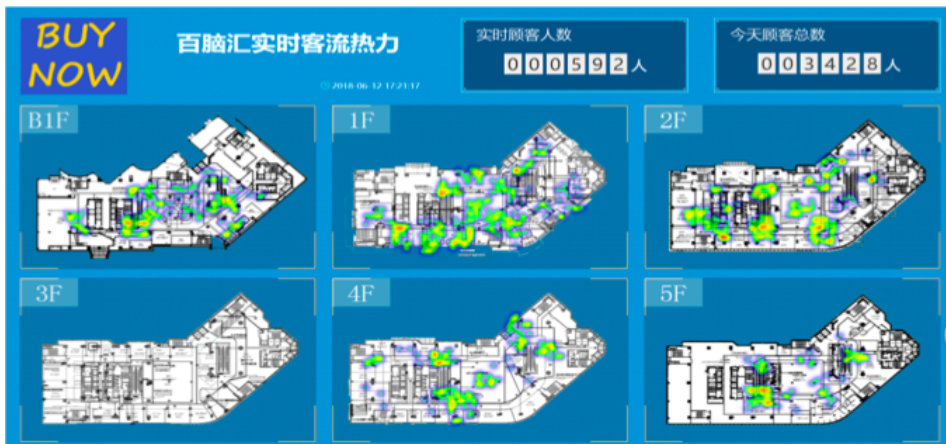 BUY
NOW
百脑汇实时客流热力
2018-06-12 17:21:17
实时顾客人数
000592人
今天顾客总数
003428人
B1F
1F
2F
3F
4F
5F